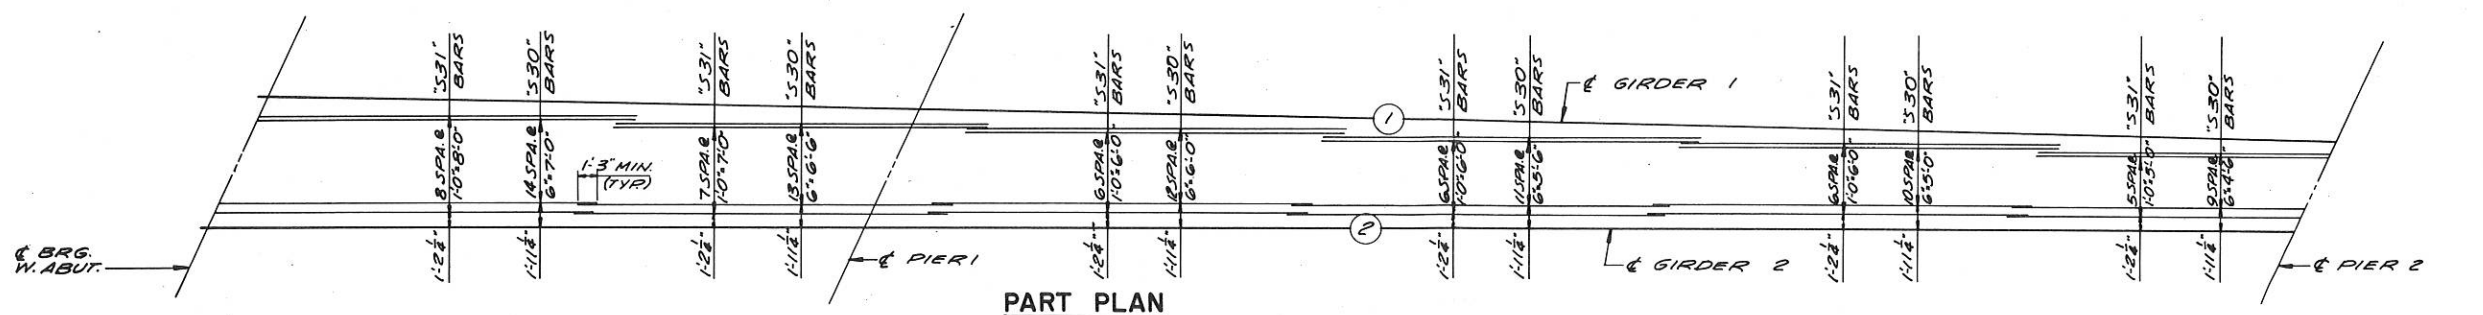 "S31" BARS
"S30" BARS
"S31" BARS
"S30" BARS
"S31" BARS
"S30" BARS
"S31" BARS
"S30" BARS
"S31" BARS
"S30" BARS
"S31" BARS
"S30" BARS
℄ GIRDER 1
1
8 SPA.@
1'-0"=8'-0"
14 SPA.@
6"=7'-0"
1'-3" MIN.
(TYP.)
7 SPA.@
1'-0"=7'-0"
13 SPA.@
6"=6'-6"
6 SPA.@
1'-0"=6'-0"
12 SPA.@
6"=6'-0"
6 SPA.@
1'-0"=6'-0"
11 SPA.@
6"=5'-6"
6 SPA.@
1'-0"=6'-0"
10 SPA.@
6"=5'-0"
5 SPA.@
1'-0"=5'-0"
9 SPA.@
6"=4'-6"
2
1'-2¼"
1'-11¼"
1'-2¼"
1'-11¼"
1'-2¼"
1'-11¼"
1'-2¼"
1'-11¼"
1'-2¼"
1'-11¼"
1'-2¼"
1'-11¼"
℄ BRG.
W. ABUT.
℄ PIER 1
℄ GIRDER 2
℄ PIER 2
PART PLAN